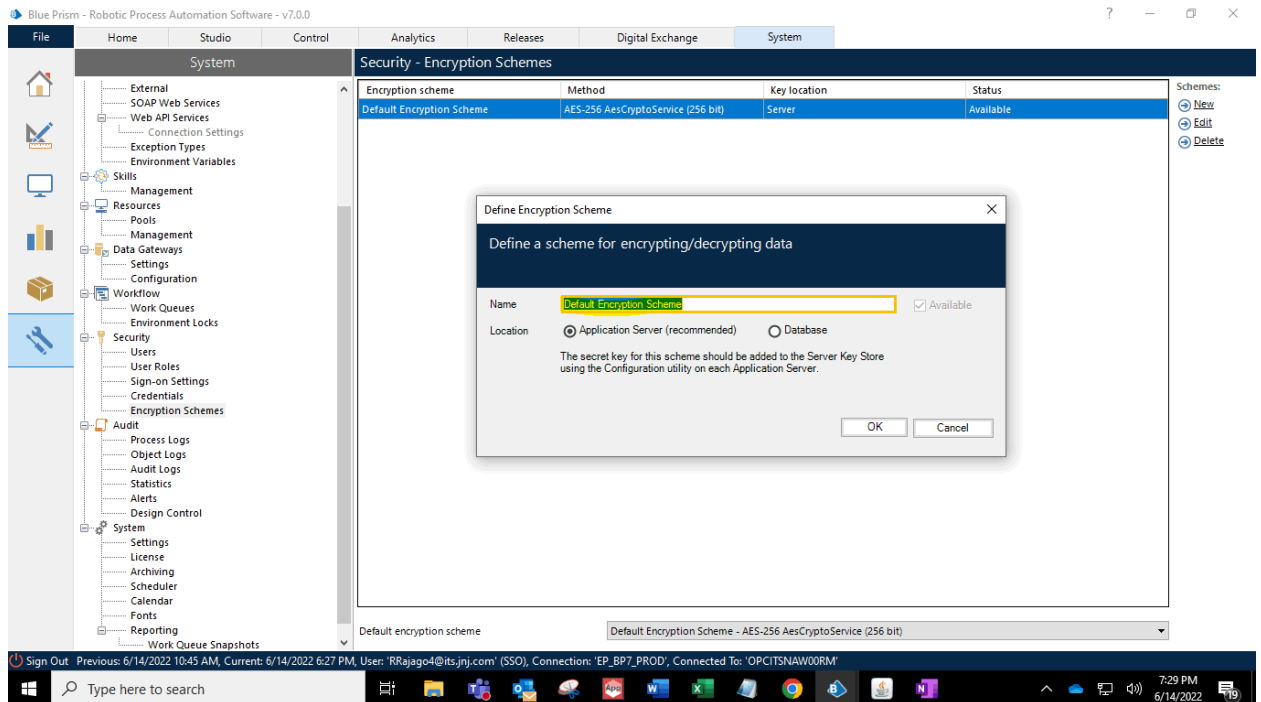 Blue Prism - Robotic Process Automation Software - v7.0.0
?
File Home Studio Control Analytics Releases Digital Exchange System
System
Security - Encryption Schemes
External
SOAP Web Services
Web API Services
Connection Settings
Exception Types
Environment Variables
Skills
Management
Resources
Pools
Management
Data Gateways
Settings
Configuration
Workflow
Work Queues
Environment Locks
Security
Users
User Roles
Sign-on Settings
Credentials
Encryption Schemes
Audit
Process Logs
Object Logs
Audit Logs
Statistics
Alerts
Design Control
System
Settings
License
Archiving
Scheduler
Calendar
Fonts
Reporting
Work Queue Snapshots
Encryption scheme Method Key location Status
Default Encryption Scheme AES-256 AesCryptoService (256 bit) Server Available
Schemes:
New
Edit
Delete
Define Encryption Scheme
Define a scheme for encrypting/decrypting data
Name Default Encryption Scheme Available
Location Application Server (recommended) Database
The secret key for this scheme should be added to the Server Key Store
using the Configuration utility on each Application Server.
OK Cancel
Default encryption scheme Default Encryption Scheme - AES-256 AesCryptoService (256 bit)
Sign Out Previous: 6/14/2022 10:45 AM, Current: 6/14/2022 6:27 PM, User: 'RRajago4@its.jnj.com' (SSO), Connection: 'EP_BP7_PROD', Connected To: 'OPCITSNAW00RM'
Type here to search
App
7:29 PM
6/14/2022
19